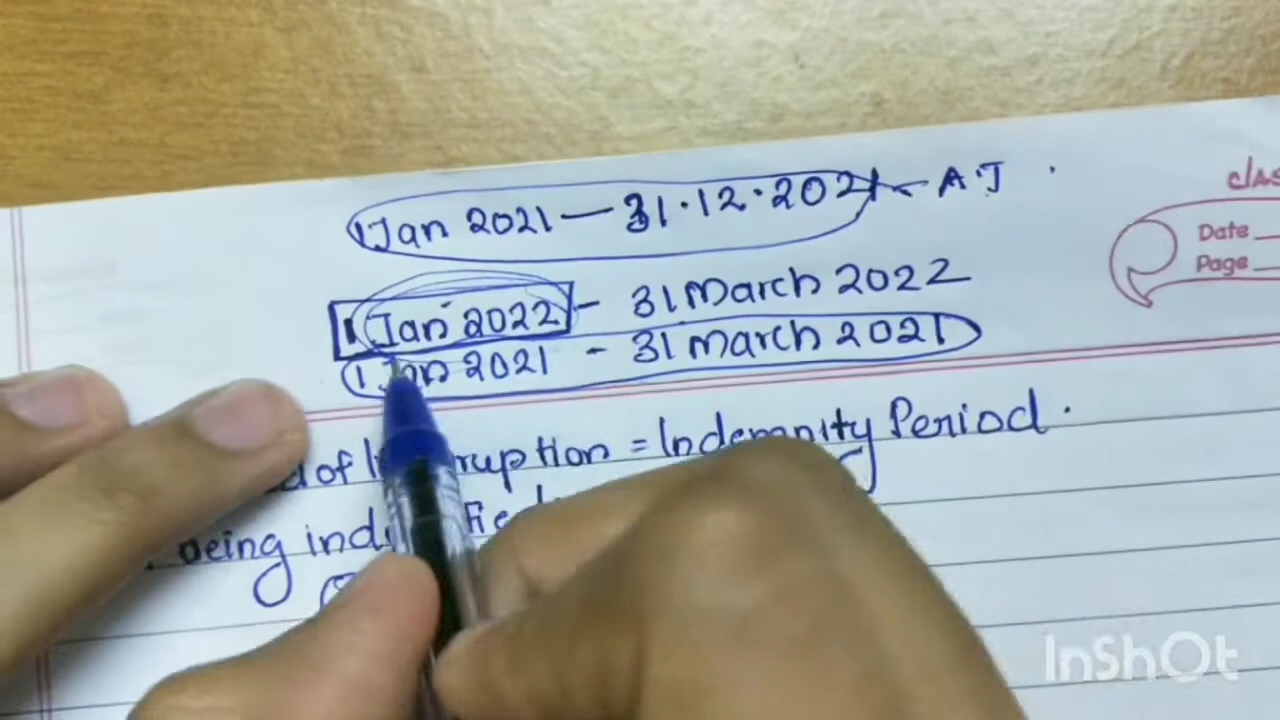 1 Jan 2021 — 31.12.2021 — A.T
1 Jan 2022 - 31 March 2022
1 Jan 2021 - 31 March 2021
of = Indemnity Period.
being
Date
Page
InShOt